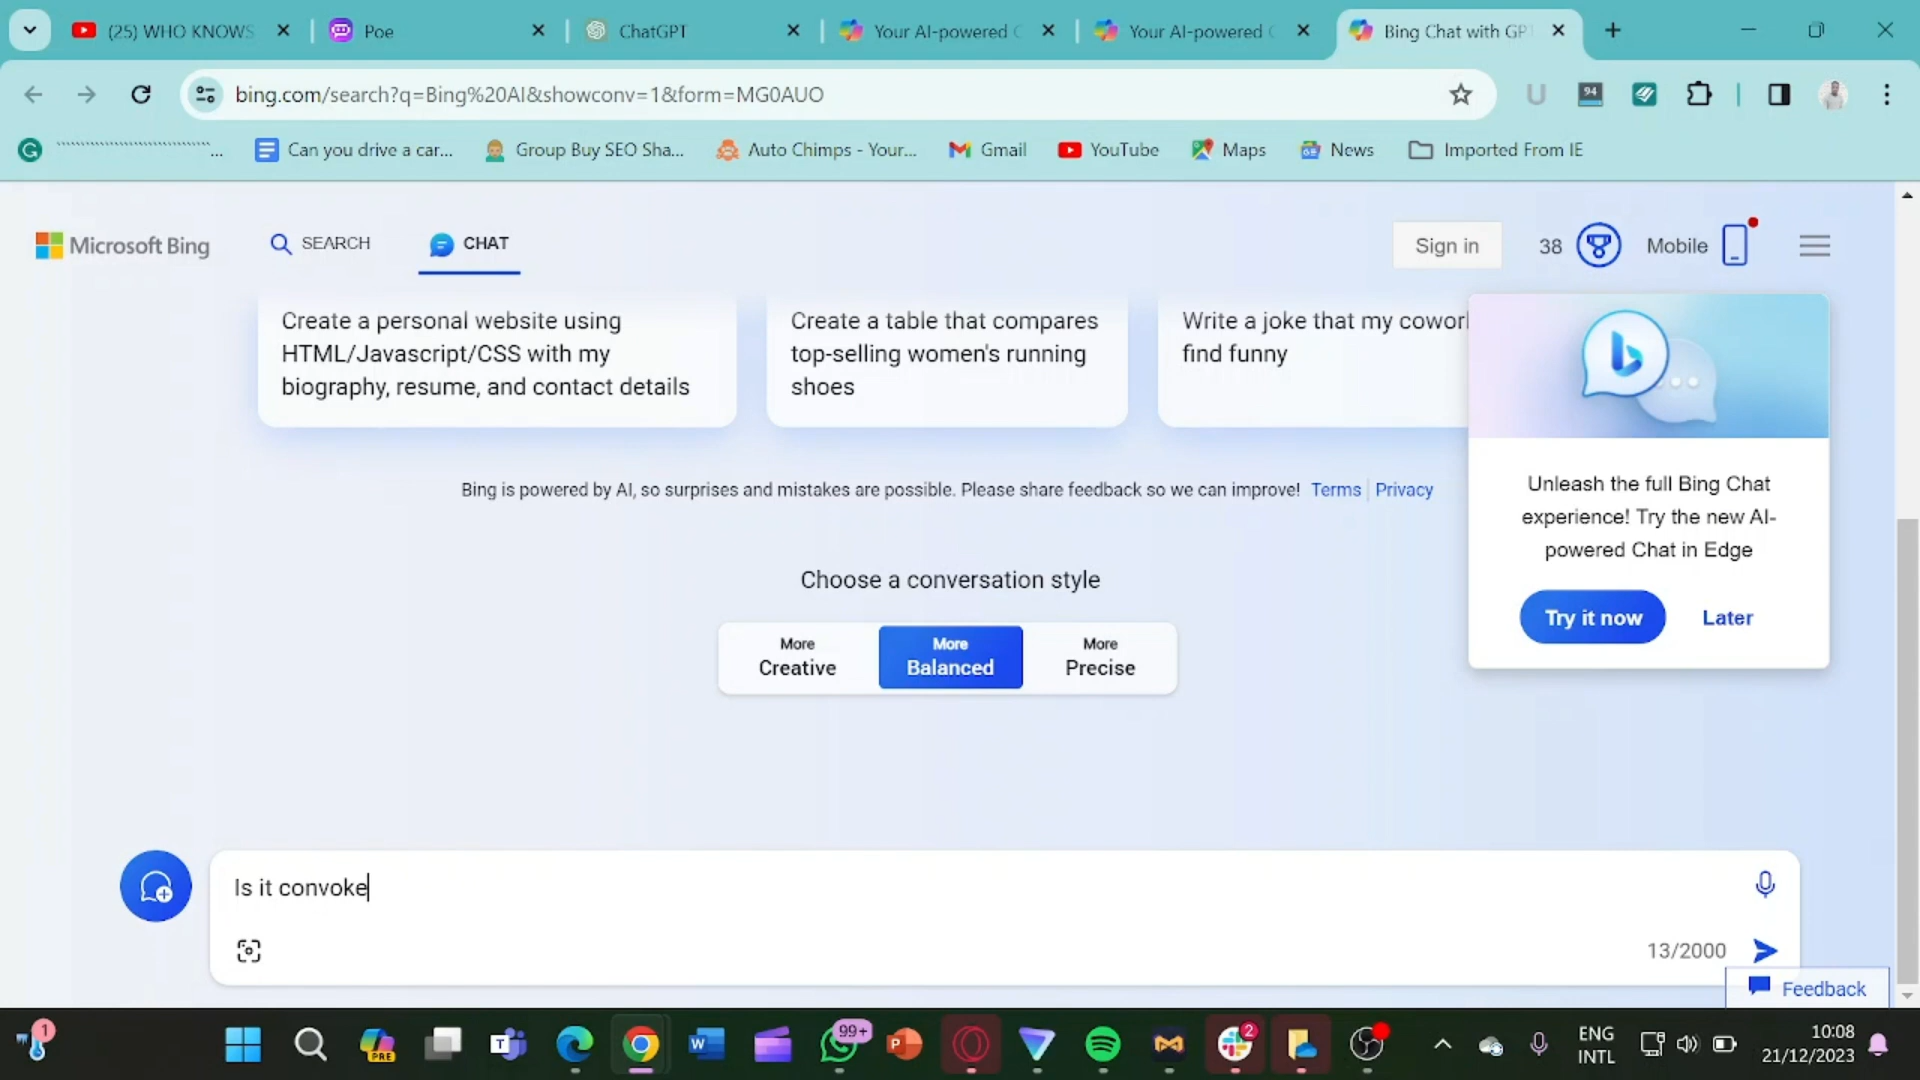 (25) WHO KNOWS
Poe
ChatGPT
Your AI-powered
Your AI-powered
Bing Chat with GP
bing.com/search?q=Bing%20AI&showconv=1&form=MG0AUO
94
Can you drive a car...
Group Buy SEO Sha...
Auto Chimps - Your...
Gmail
YouTube
Maps
News
Imported From IE
Microsoft Bing
SEARCH
CHAT
Sign in
38
Mobile
Create a personal website using
HTML/Javascript/CSS with my
biography, resume, and contact details
Create a table that compares
top-selling women's running
shoes
Write a joke that my cowor
find funny
Unleash the full Bing Chat
experience! Try the new AI-
powered Chat in Edge
Try it now
Later
Bing is powered by AI, so surprises and mistakes are possible. Please share feedback so we can improve! Terms Privacy
Choose a conversation style
More
Creative
More
Balanced
More
Precise
Is it convoke
13/2000
Feedback
1
PRE
99+
2
ENG
INTL
10:08
21/12/2023